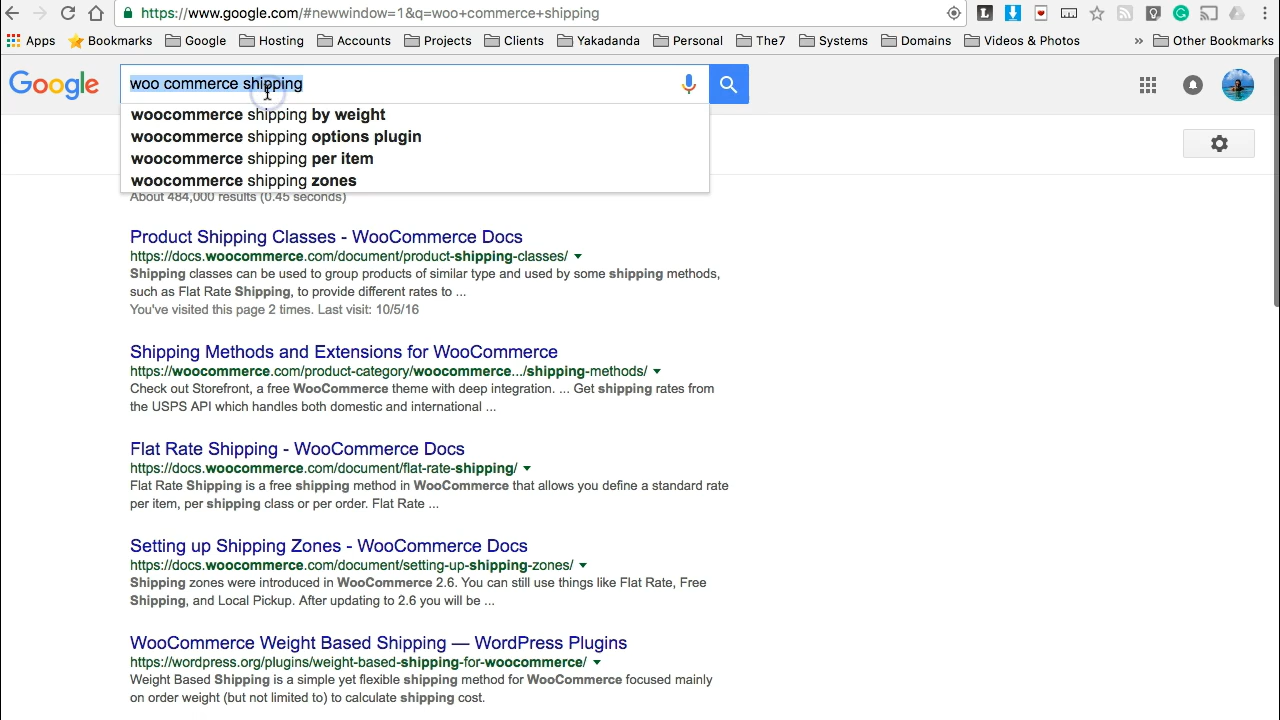 https://www.google.com/#newwindow=1&q=woo+commerce+shipping
Apps Bookmarks Google Hosting Accounts Projects Clients Yakadanda Personal The7 Systems Domains Videos & Photos » Other Bookmarks
Google woo commerce shipping
woocommerce shipping by weight
woocommerce shipping options plugin
woocommerce shipping per item
woocommerce shipping zones
About 484,000 results (0.45 seconds)
Product Shipping Classes - WooCommerce Docs
https://docs.woocommerce.com/document/product-shipping-classes/
Shipping classes can be used to group products of similar type and used by some shipping methods,
such as Flat Rate Shipping, to provide different rates to ...
You've visited this page 2 times. Last visit: 10/5/16
Shipping Methods and Extensions for WooCommerce
https://woocommerce.com/product-category/woocommerce.../shipping-methods/
Check out Storefront, a free WooCommerce theme with deep integration. ... Get shipping rates from
the USPS API which handles both domestic and international ...
Flat Rate Shipping - WooCommerce Docs
https://docs.woocommerce.com/document/flat-rate-shipping/
Flat Rate Shipping is a free shipping method in WooCommerce that allows you define a standard rate
per item, per shipping class or per order. Flat Rate ...
Setting up Shipping Zones - WooCommerce Docs
https://docs.woocommerce.com/document/setting-up-shipping-zones/
Shipping zones were introduced in WooCommerce 2.6. You can still use things like Flat Rate, Free
Shipping, and Local Pickup. After updating to 2.6 you will be ...
WooCommerce Weight Based Shipping — WordPress Plugins
https://wordpress.org/plugins/weight-based-shipping-for-woocommerce/
Weight Based Shipping is a simple yet flexible shipping method for WooCommerce focused mainly
on order weight (but not limited to) to calculate shipping cost.